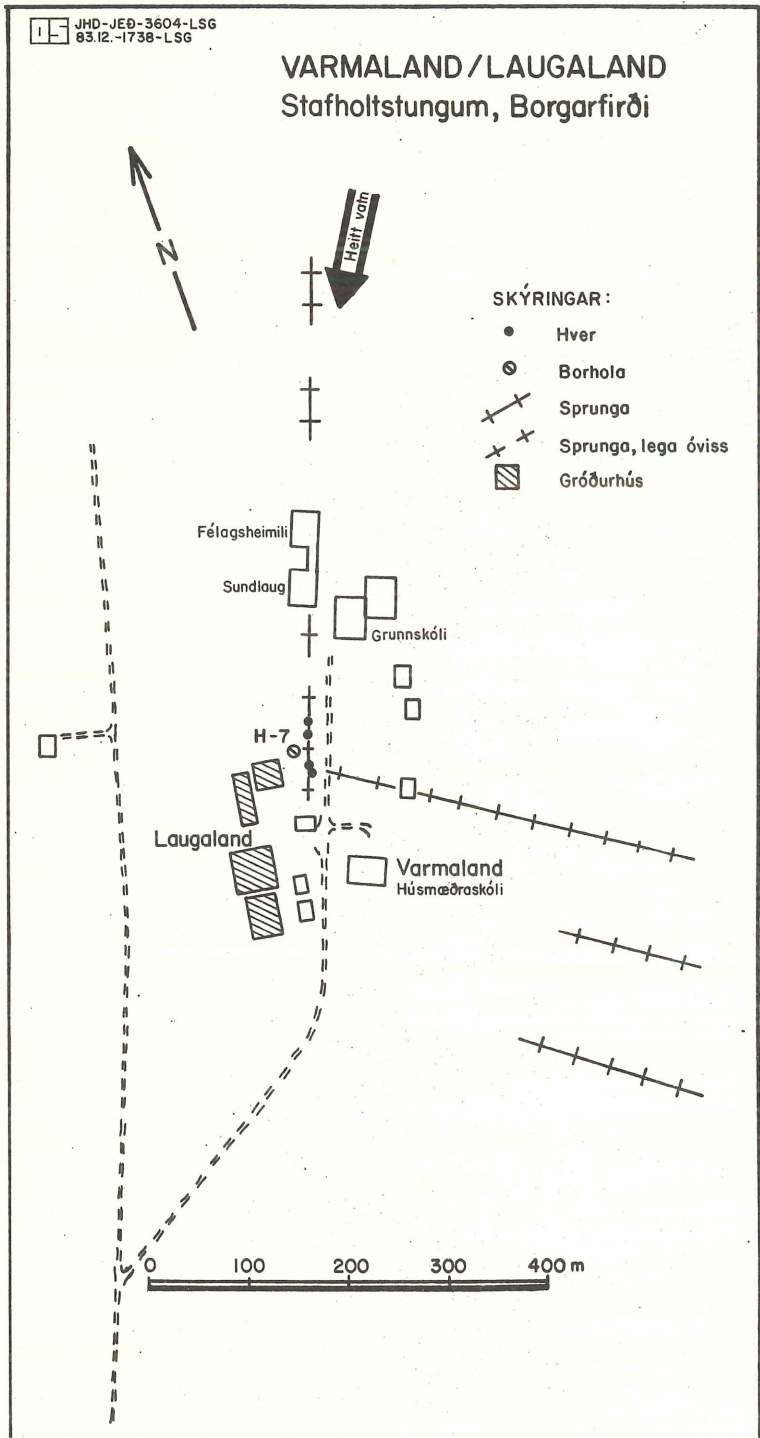 OS JHD-JEÐ-3604-LSG
83.12.-1738-LSG
VARMALAND/LAUGALAND
Stafholtstungum, Borgarfirði
N
Heitt vatn
SKÝRINGAR:
Hver
Borhola
Sprunga
Sprunga, lega óviss
Gróðurhús
Félagsheimili
Sundlaug
Grunnskóli
H-7
Laugaland
Varmaland
Húsmæðraskóli
0 100 200 300 400 m